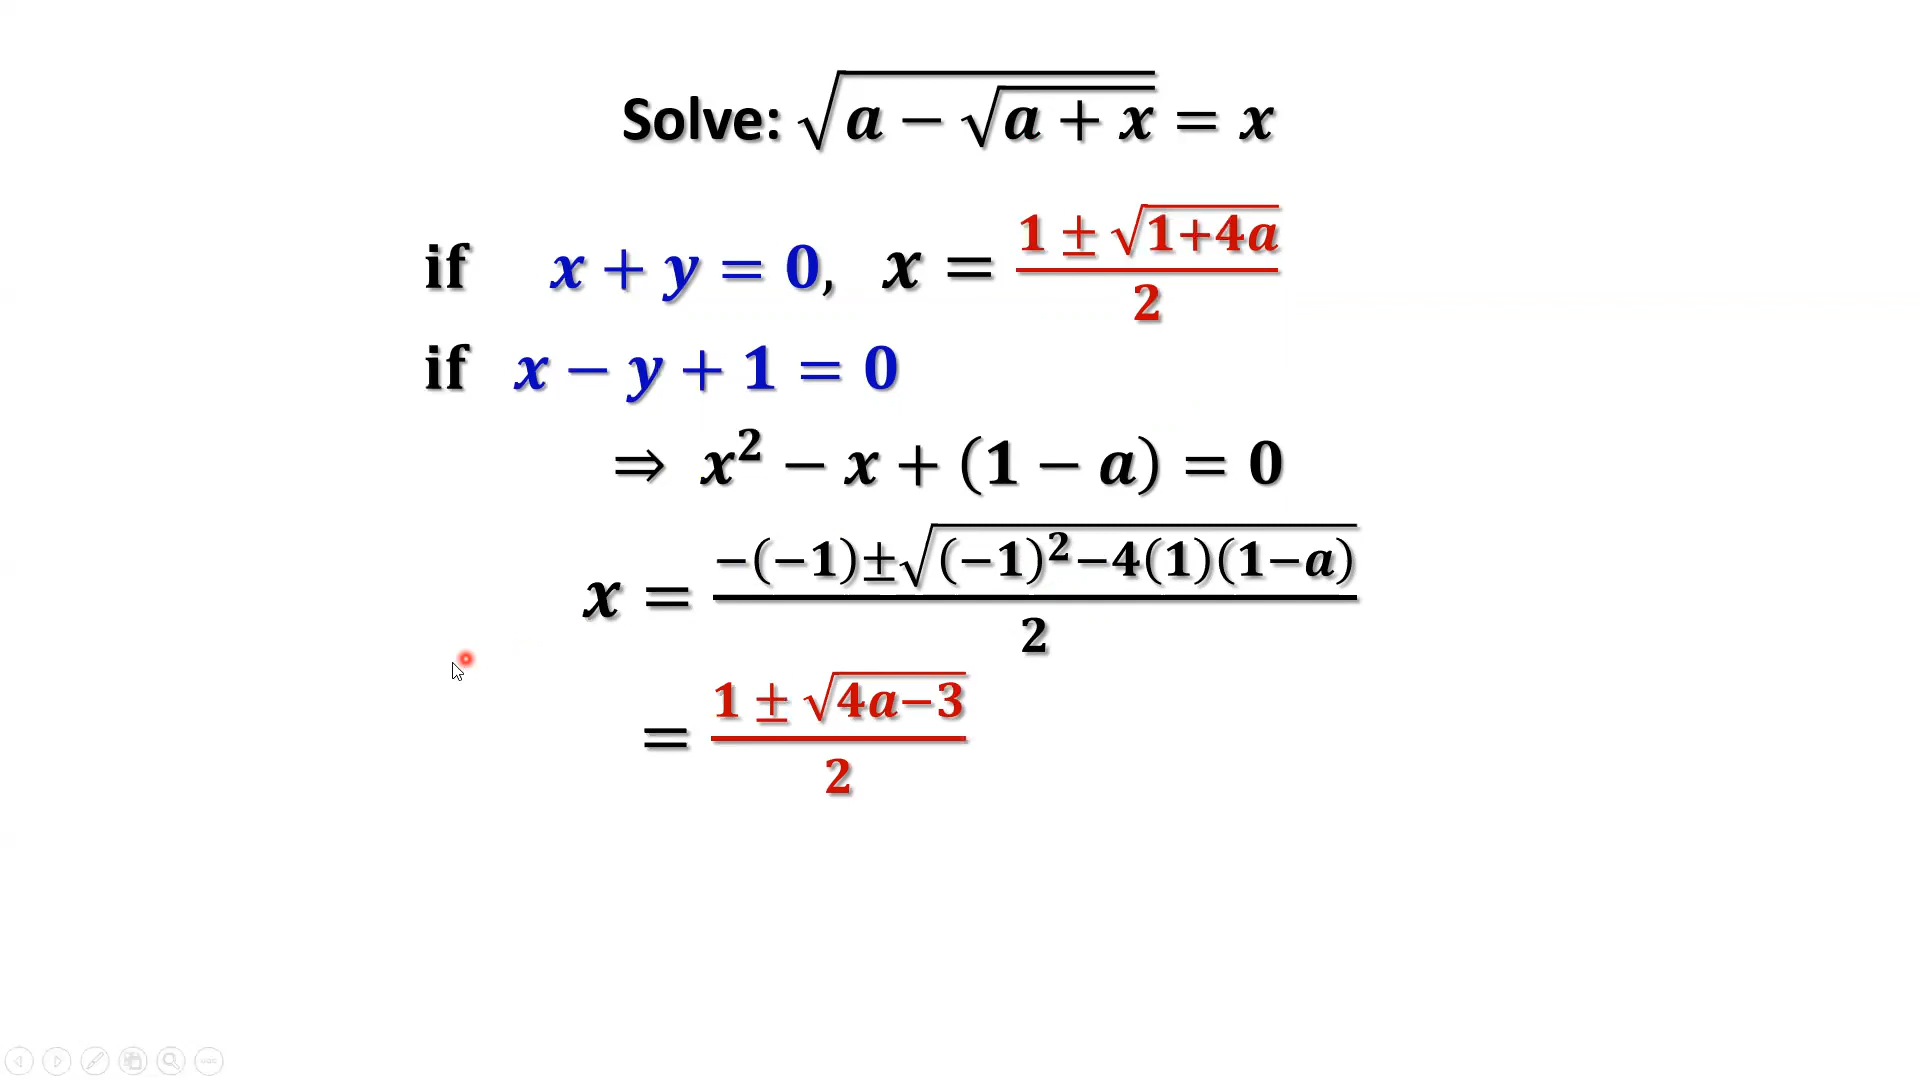 Solve: √(a − √(a + x)) = x
if x + y = 0, x = (1 ± √(1+4a))/2
if x − y + 1 = 0
⇒ x² − x + (1 − a) = 0
x = (−(−1)±√((−1)²−4(1)(1−a)))/2
= (1 ± √(4a−3))/2